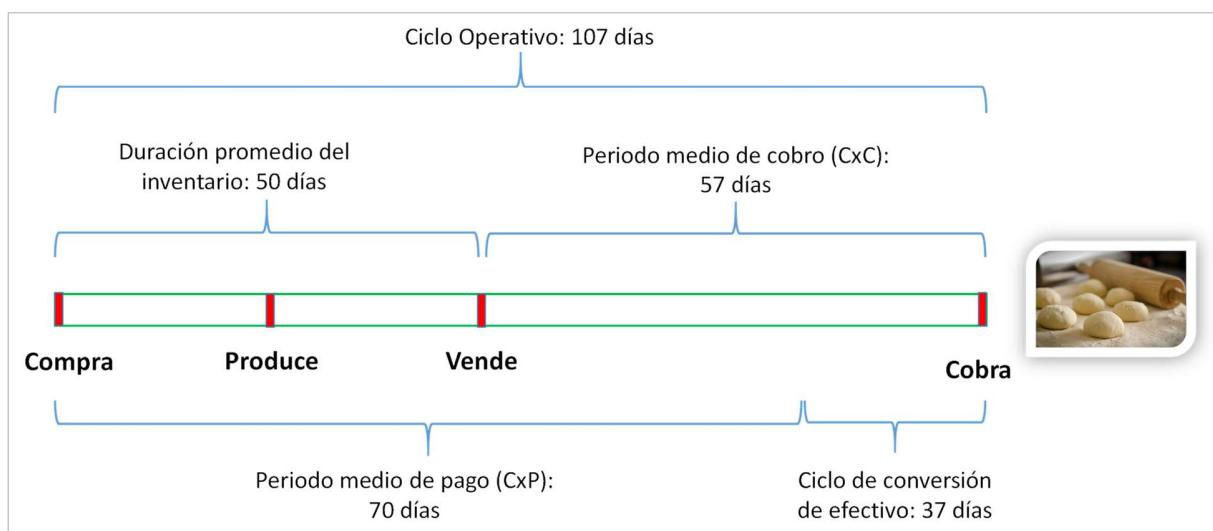 Ciclo Operativo: 107 días
Duración promedio del
inventario: 50 días
Periodo medio de cobro (CxC):
57 días
Compra
Produce
Vende
Cobra
Periodo medio de pago (CxP):
70 días
Ciclo de conversión
de efectivo: 37 días